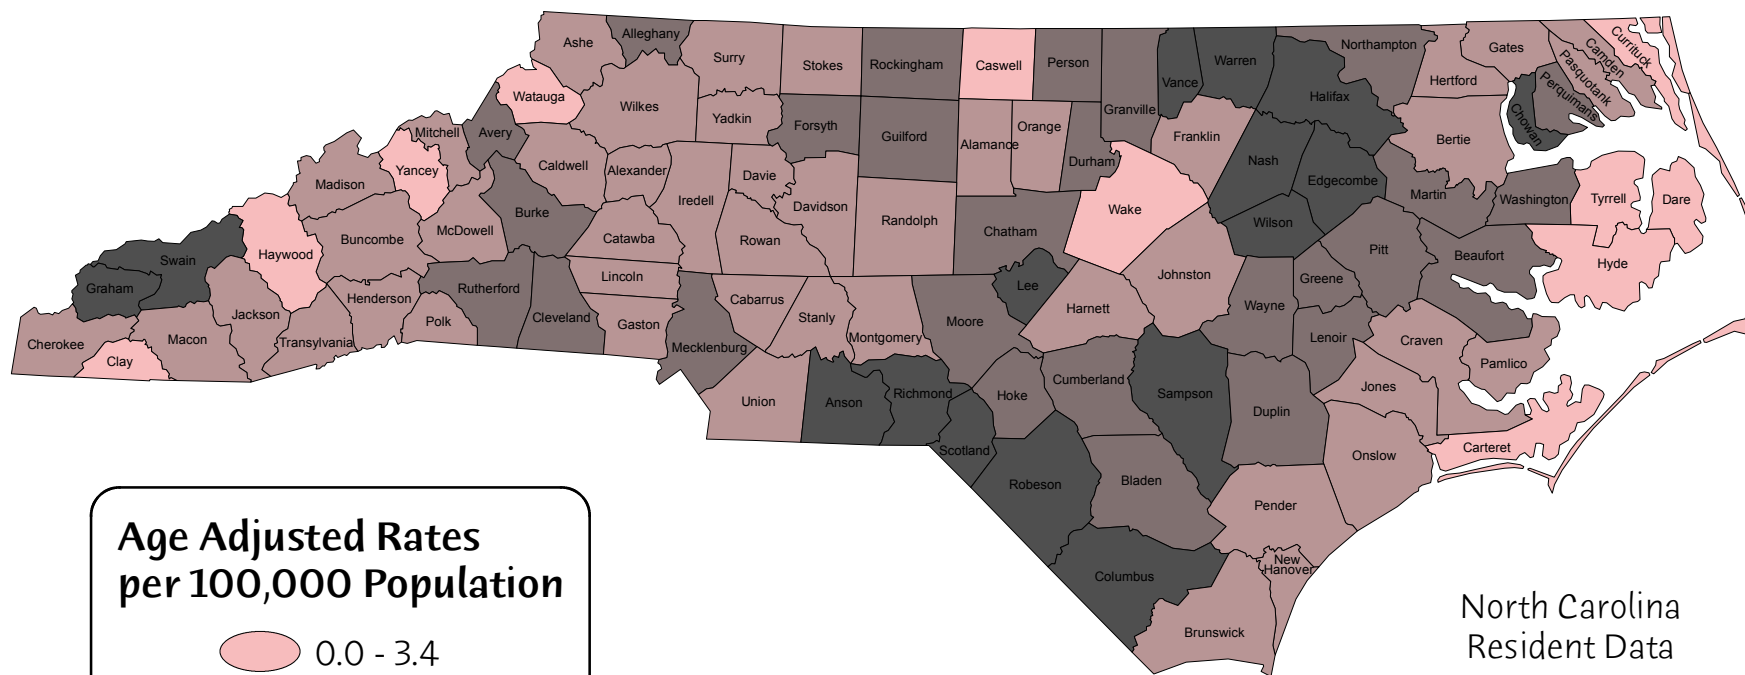 Ashe
Alleghany
Surry
Stokes
Rockingham
Caswell
Person
Granville
Vance
Warren
Northampton
Halifax
Hertford
Gates
Currituck
Camden
Pasquotank
Perquimans
Chowan
Watauga
Wilkes
Yadkin
Forsyth
Guilford
Alamance
Orange
Durham
Franklin
Nash
Edgecombe
Bertie
Mitchell
Avery
Yancey
Caldwell
Alexander
Iredell
Davie
Davidson
Randolph
Chatham
Wake
Wilson
Martin
Washington
Tyrrell
Dare
Madison
Buncombe
McDowell
Burke
Catawba
Rowan
Johnston
Pitt
Beaufort
Hyde
Haywood
Swain
Graham
Jackson
Henderson
Rutherford
Cleveland
Lincoln
Gaston
Cabarrus
Stanly
Montgomery
Moore
Lee
Harnett
Wayne
Greene
Lenoir
Craven
Pamlico
Cherokee
Clay
Macon
Transylvania
Polk
Mecklenburg
Union
Anson
Richmond
Scotland
Hoke
Cumberland
Sampson
Duplin
Jones
Onslow
Carteret
Robeson
Bladen
Pender
Columbus
New
Hanover
Brunswick
Age Adjusted Rates
per 100,000 Population
0.0 - 3.4
North Carolina
Resident Data